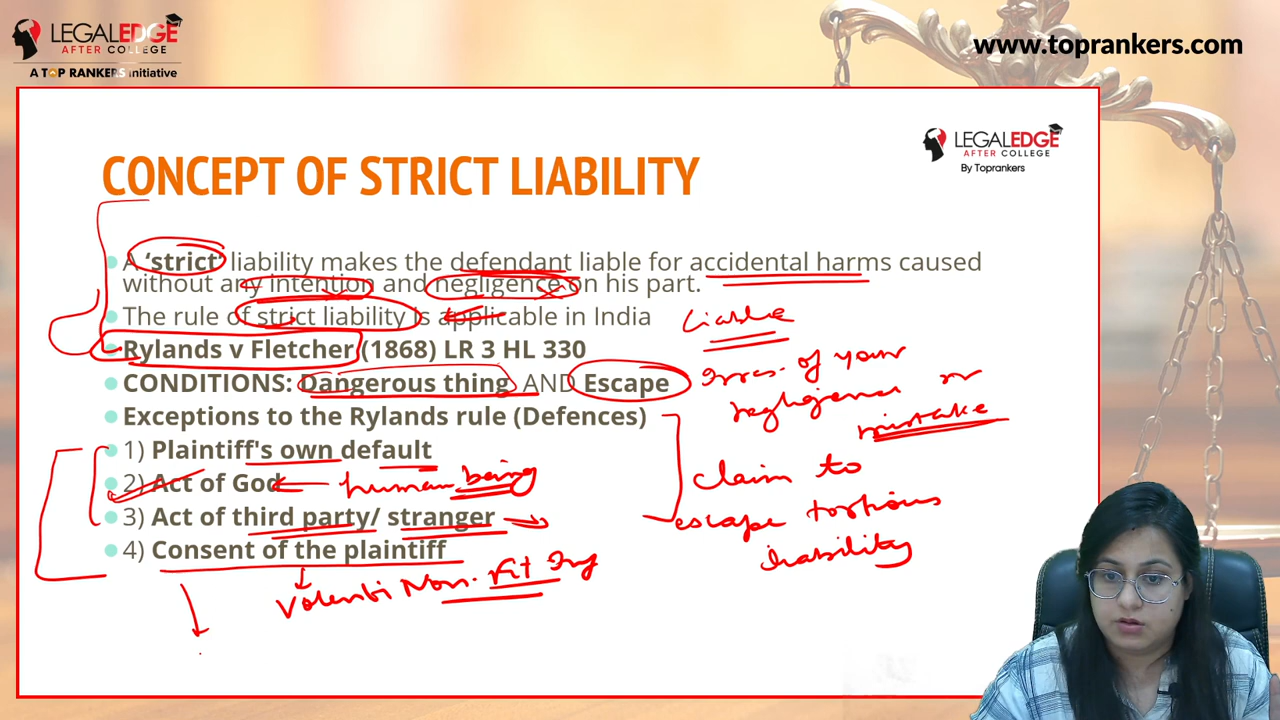 LEGALEDGE
AFTER COLLEGE
A TOP RANKERS initiative
www.toprankers.com
LEGALEDGE
AFTER COLLEGE
By Toprankers
CONCEPT OF STRICT LIABILITY
A 'strict' liability makes the defendant liable for accidental harms caused
without any intention and negligence on his part.
The rule of strict liability is applicable in India
Liable
Rylands v Fletcher (1868) LR 3 HL 330
CONDITIONS: Dangerous thing AND Escape
Irres. of your
negligence or
mistake
Exceptions to the Rylands rule (Defences)
1) Plaintiff's own default
2) Act of God
human being
3) Act of third party/ stranger
4) Consent of the plaintiff
claim to
escape tortious
liability
Volenti Non. Fit Inj